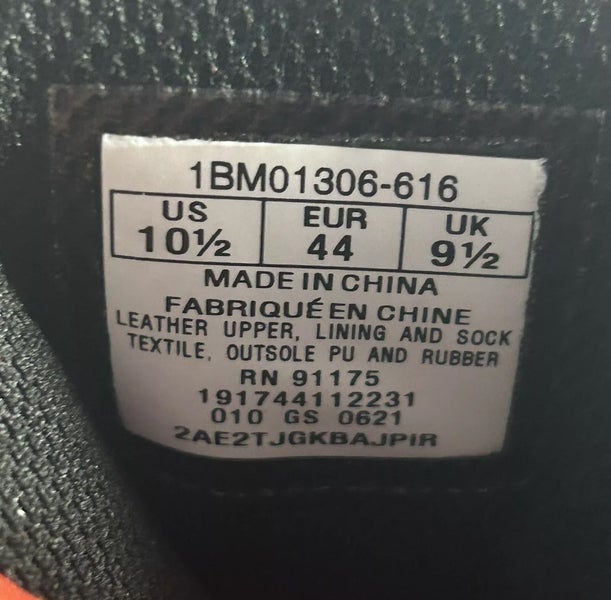 1BM01306-616
US EUR UK
10½ 44 9½
MADE IN CHINA
FABRIQUÉ EN CHINE
LEATHER UPPER, LINING AND SOCK
TEXTILE, OUTSOLE PU AND RUBBER
RN 91175
191744112231
010 GS 0621
2AE2TJGKBAJPIR